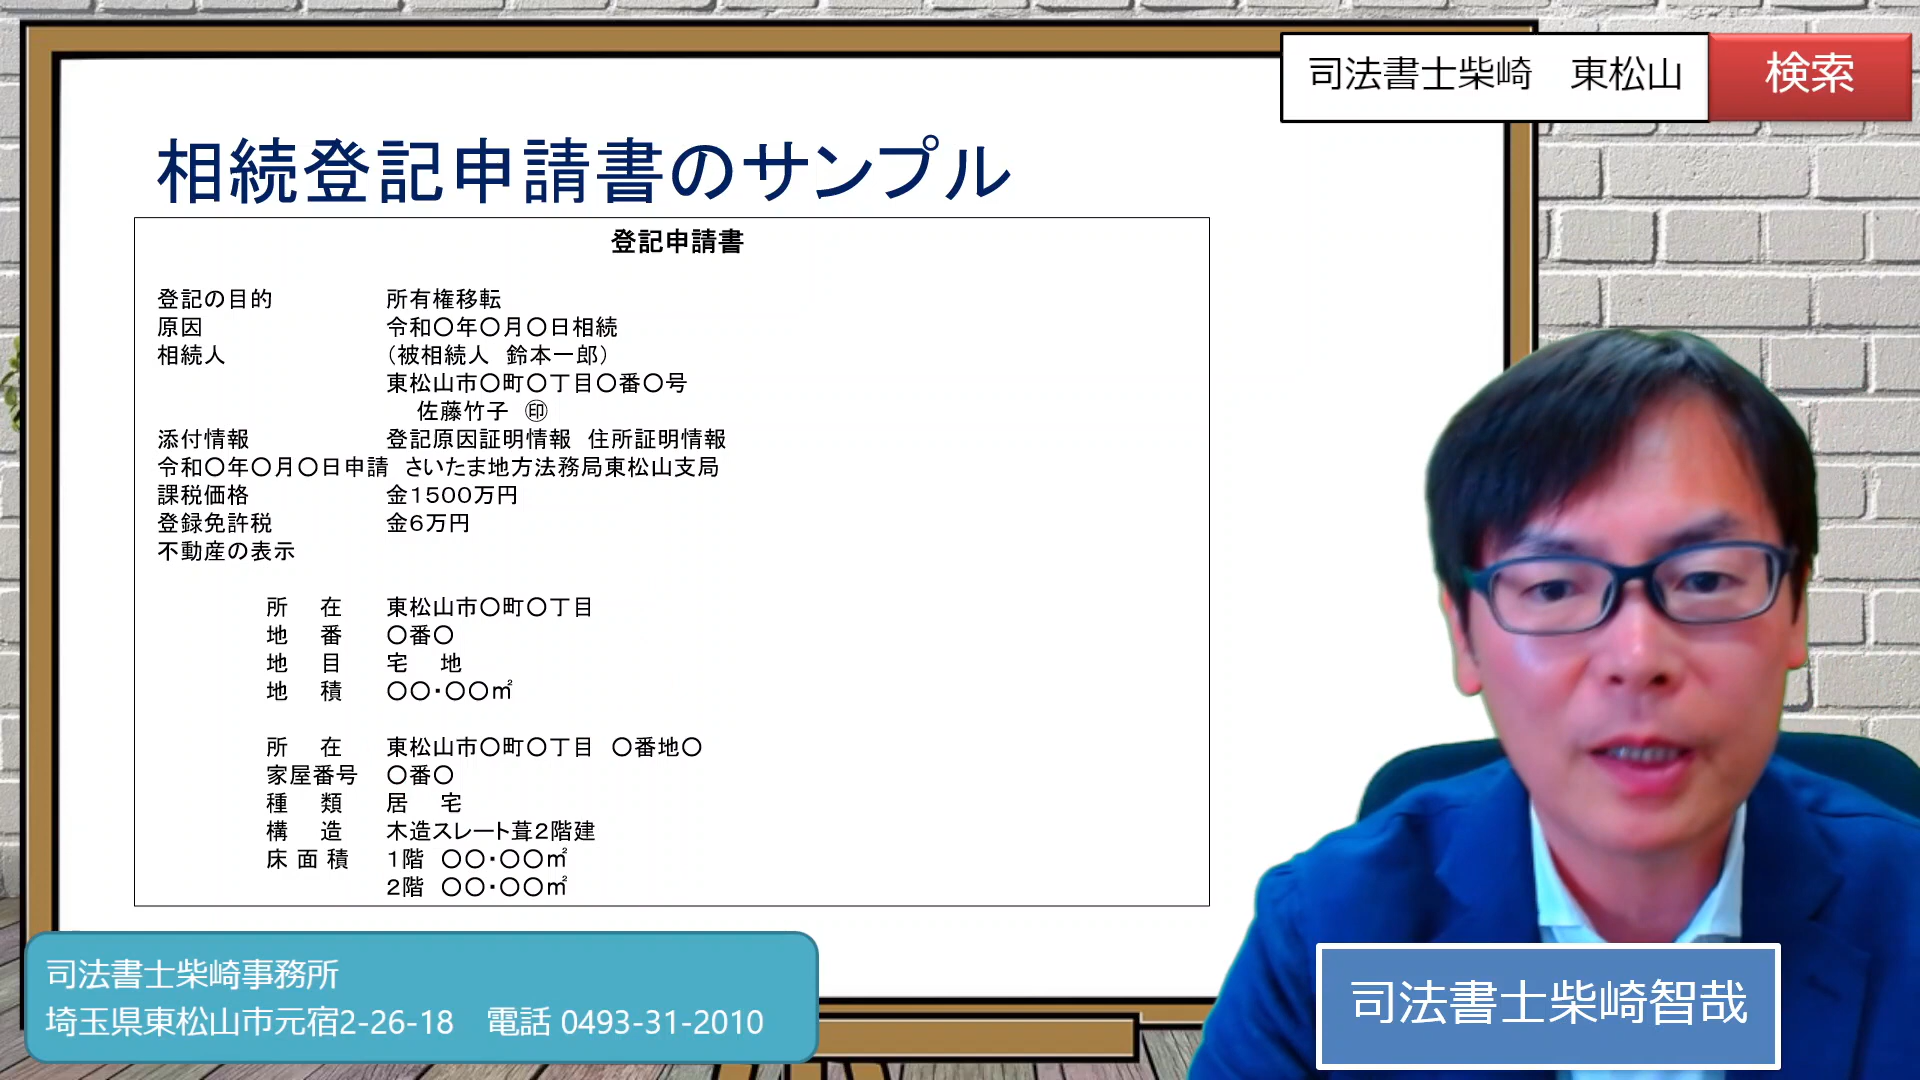 司法書士柴崎　東松山
検索
相続登記申請書のサンプル
登記申請書
登記の目的　所有権移転
原因　令和〇年〇月〇日相続
相続人　（被相続人　鈴本一郎）
東松山市〇町〇丁目〇番〇号
佐藤竹子　㊞
添付情報　登記原因証明情報　住所証明情報
令和〇年〇月〇日申請　さいたま地方法務局東松山支局
課税価格　金１５００万円
登録免許税　金６万円
不動産の表示
所　在　東松山市〇町〇丁目
地　番　〇番〇
地　目　宅　地
地　積　〇〇・〇〇㎡
所　在　東松山市〇町〇丁目　〇番地〇
家屋番号　〇番〇
種　類　居　宅
構　造　木造スレート葺２階建
床 面 積　１階　〇〇・〇〇㎡
２階　〇〇・〇〇㎡
司法書士柴崎事務所
埼玉県東松山市元宿2-26-18　電話 0493-31-2010
司法書士柴崎智哉